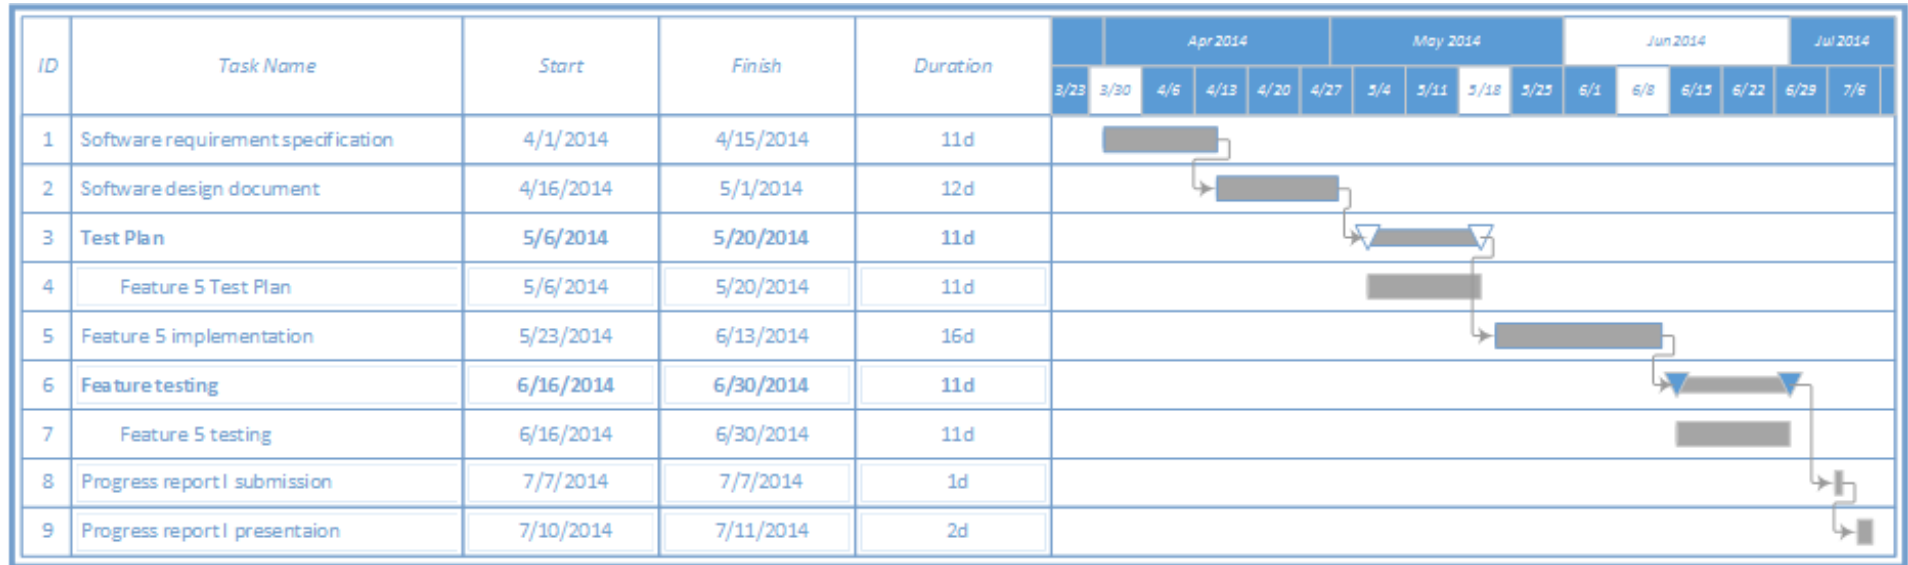 ID Task Name Start Finish Duration Apr 2014 May 2014 Jun 2014 Jul 2014
3/23 3/30 4/6 4/13 4/20 4/27 5/4 5/11 5/18 5/25 6/1 6/8 6/15 6/22 6/29 7/6
1 Software requirement specification 4/1/2014 4/15/2014 11d
2 Software design document 4/16/2014 5/1/2014 12d
3 Test Plan 5/6/2014 5/20/2014 11d
4 Feature 5 Test Plan 5/6/2014 5/20/2014 11d
5 Feature 5 implementation 5/23/2014 6/13/2014 16d
6 Feature testing 6/16/2014 6/30/2014 11d
7 Feature 5 testing 6/16/2014 6/30/2014 11d
8 Progress report I submission 7/7/2014 7/7/2014 1d
9 Progress report I presentaion 7/10/2014 7/11/2014 2d